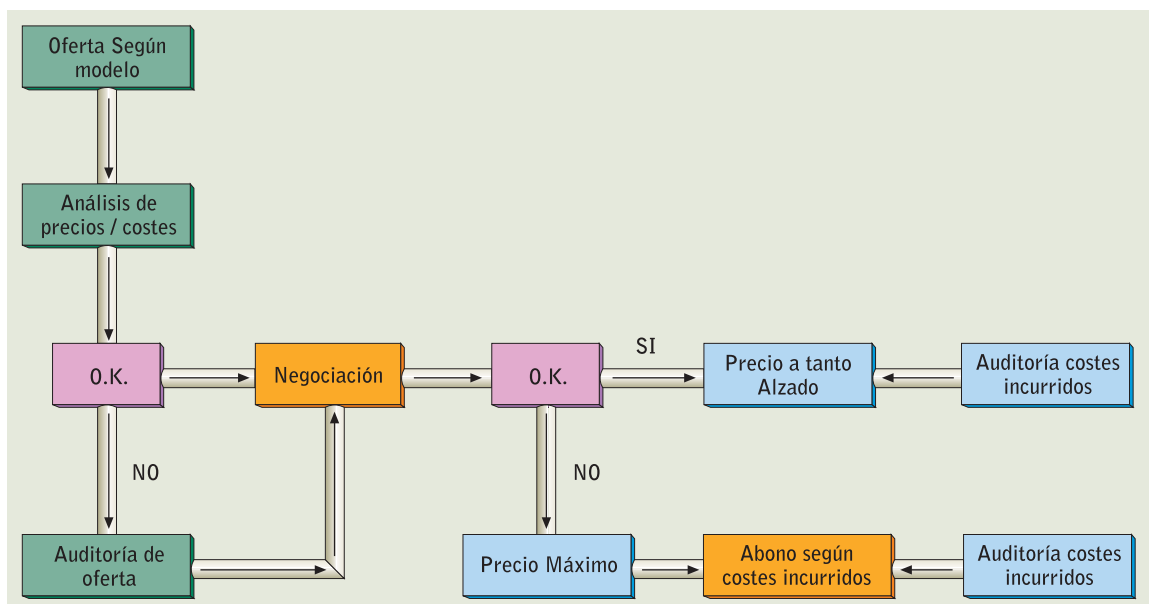 Oferta Según
modelo
Análisis de
precios / costes
O.K.
Negociación
O.K.
SI
Precio a tanto
Alzado
Auditoría costes
incurridos
NO
NO
Auditoría de
oferta
Precio Máximo
Abono según
costes incurridos
Auditoría costes
incurridos